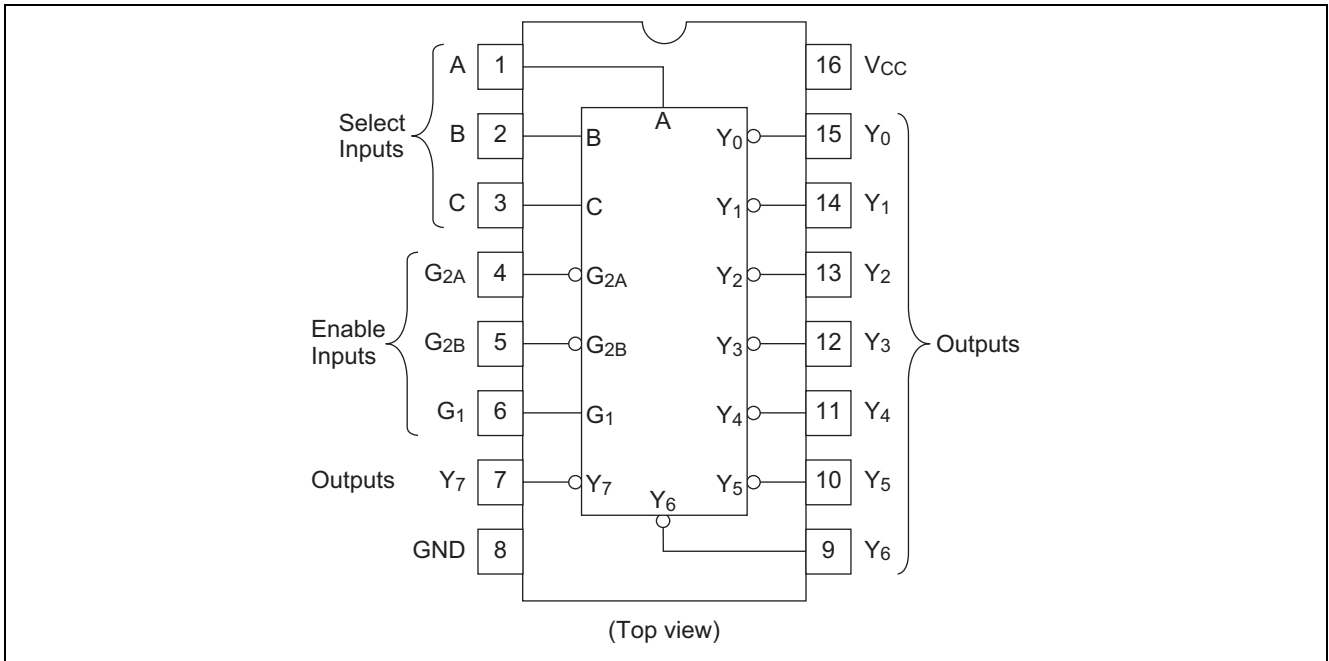 A 1 16 VCC
A
Select
Inputs
B 2 B Y0 15 Y0
C 3 C Y1 14 Y1
G2A 4 G2A Y2 13 Y2
Enable
Inputs
G2B 5 G2B Y3 12 Y3
Outputs
G1 6 G1 Y4 11 Y4
Outputs Y7 7 Y7 Y5 10 Y5
Y6
GND 8 9 Y6
(Top view)